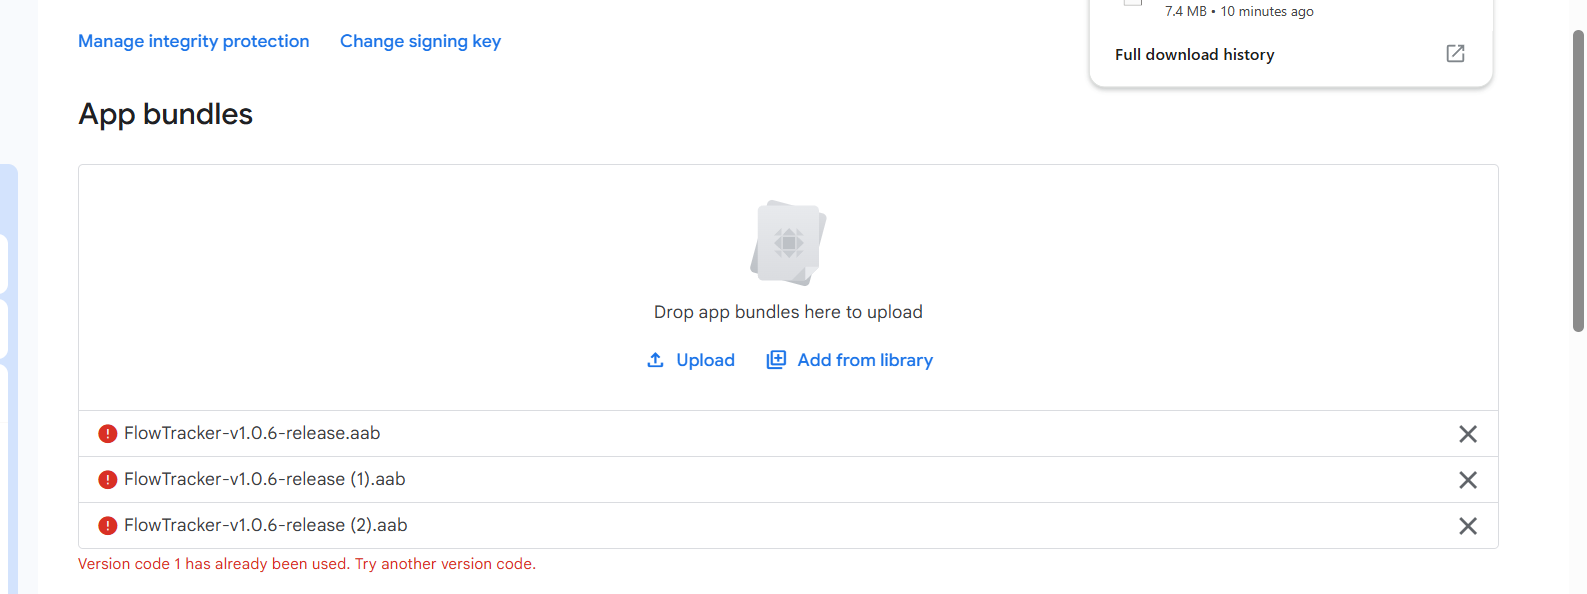 7.4 MB • 10 minutes ago
Full download history
Manage integrity protection Change signing key
App bundles
Drop app bundles here to upload
Upload Add from library
FlowTracker-v1.0.6-release.aab
FlowTracker-v1.0.6-release (1).aab
FlowTracker-v1.0.6-release (2).aab
Version code 1 has already been used. Try another version code.